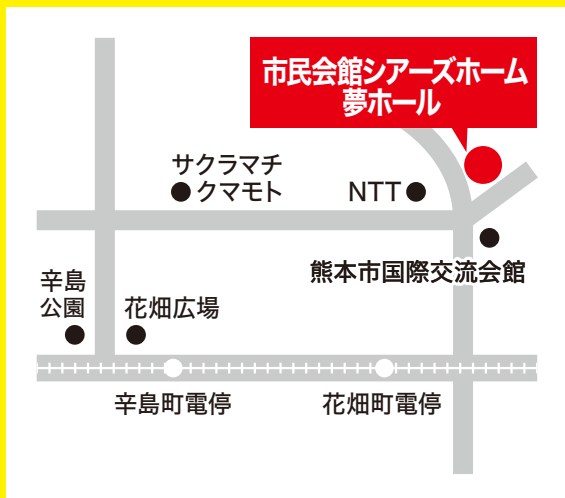 市民会館シアーズホーム
夢ホール
サクラマチ
クマモト
NTT
熊本市国際交流会館
辛島
公園
花畑広場
辛島町電停
花畑町電停